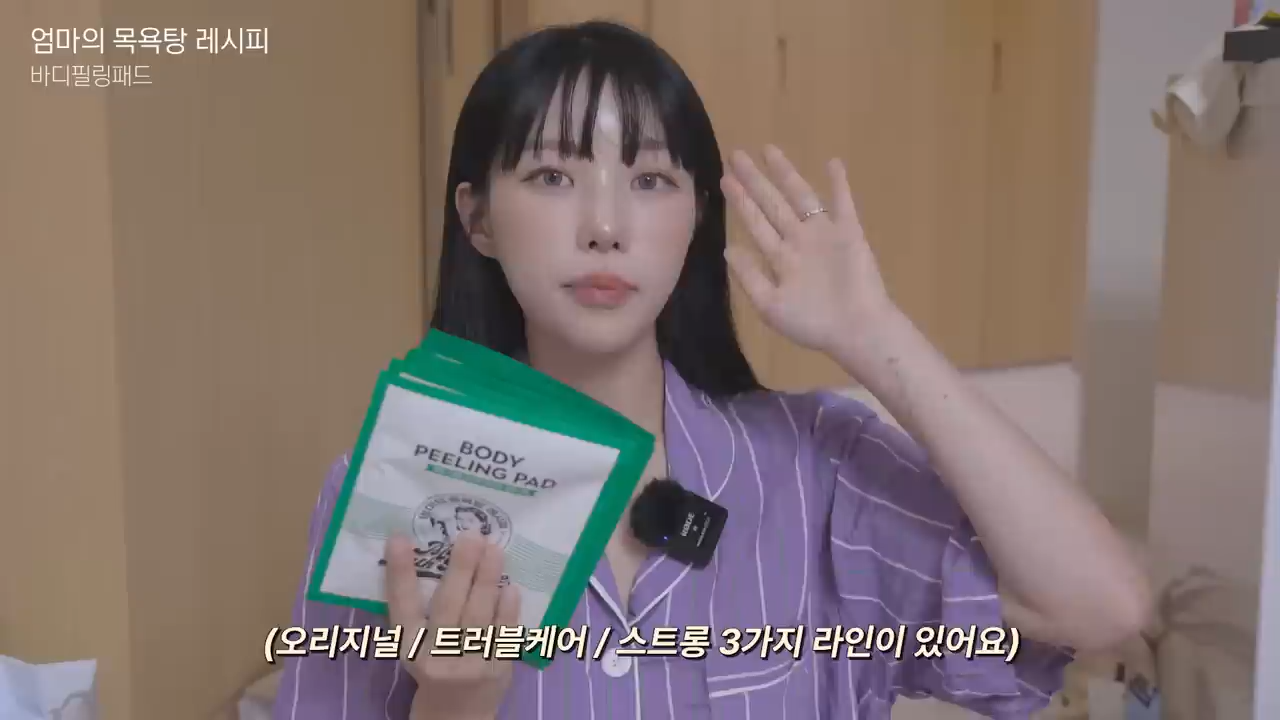 엄마의 목욕탕 레시피
바디필링패드
BODY
PEELING PAD
RODE
(오리지널 / 트러블케어 / 스트롱 3가지 라인이 있어요)